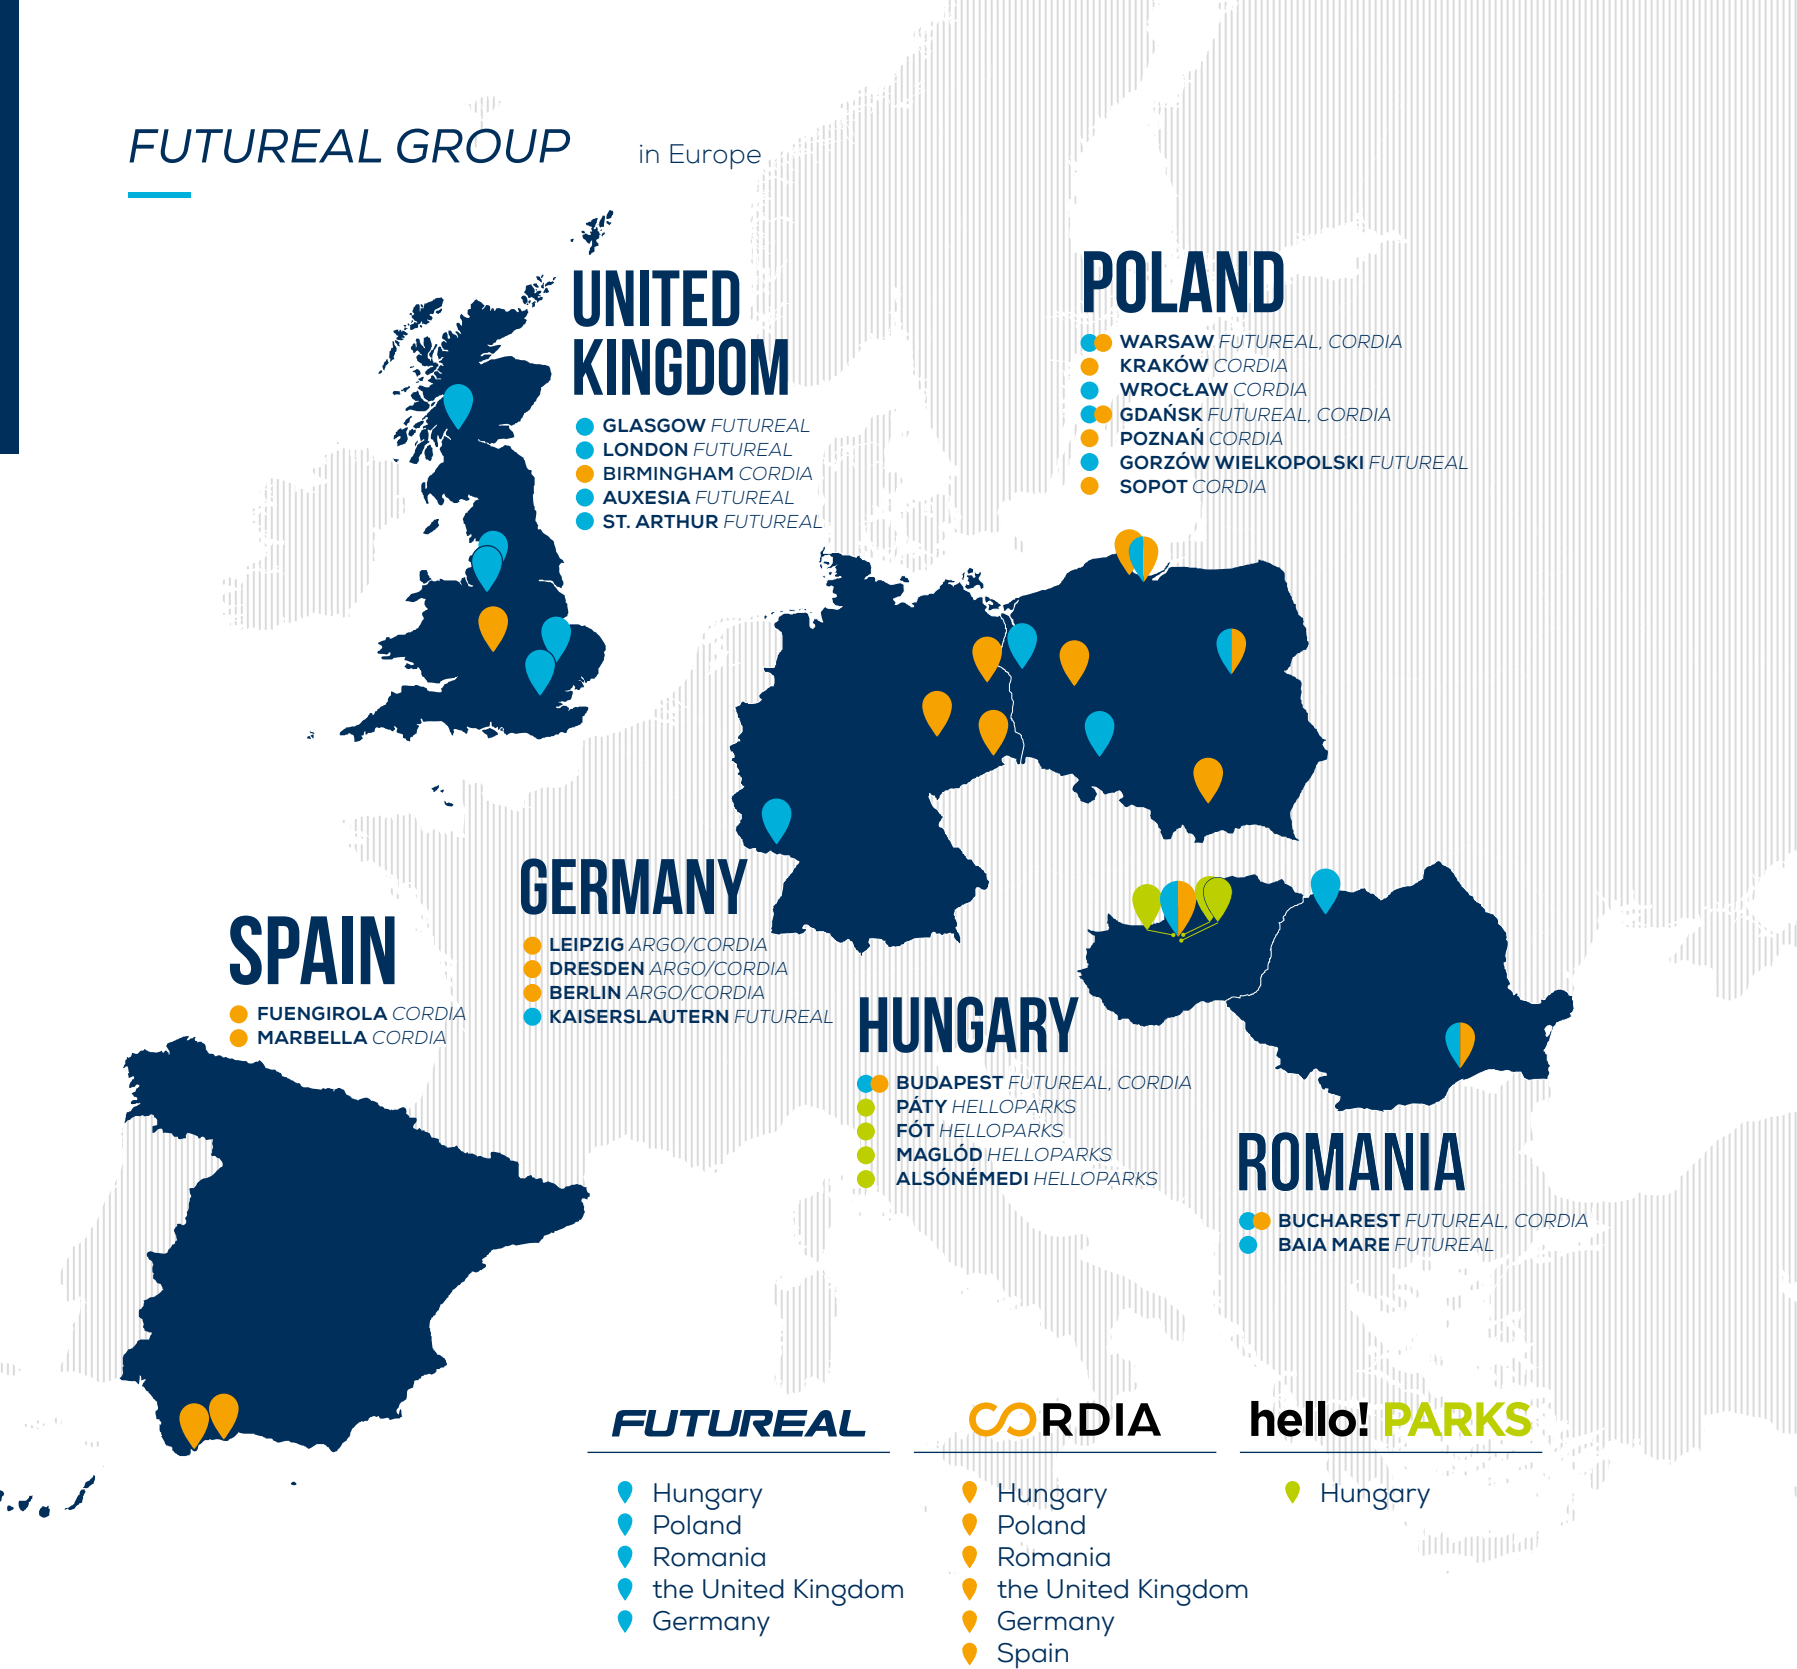 FUTUREAL GROUP in Europe
UNITED
KINGDOM
GLASGOW FUTUREAL
LONDON FUTUREAL
BIRMINGHAM CORDIA
AUXESIA FUTUREAL
ST. ARTHUR FUTUREAL
POLAND
WARSAW FUTUREAL, CORDIA
KRAKÓW CORDIA
WROCŁAW CORDIA
GDAŃSK FUTUREAL, CORDIA
POZNAŃ CORDIA
GORZÓW WIELKOPOLSKI FUTUREAL
SOPOT CORDIA
GERMANY
LEIPZIG ARGO/CORDIA
DRESDEN ARGO/CORDIA
BERLIN ARGO/CORDIA
KAISERSLAUTERN FUTUREAL
SPAIN
FUENGIROLA CORDIA
MARBELLA CORDIA
HUNGARY
BUDAPEST FUTUREAL, CORDIA
PÁTY HELLOPARKS
FÓT HELLOPARKS
MAGLÓD HELLOPARKS
ALSÓNÉMEDI HELLOPARKS
ROMANIA
BUCHAREST FUTUREAL, CORDIA
BAIA MARE FUTUREAL
FUTUREAL
Hungary
Poland
Romania
the United Kingdom
Germany
CORDIA
Hungary
Poland
Romania
the United Kingdom
Germany
Spain
hello! PARKS
Hungary